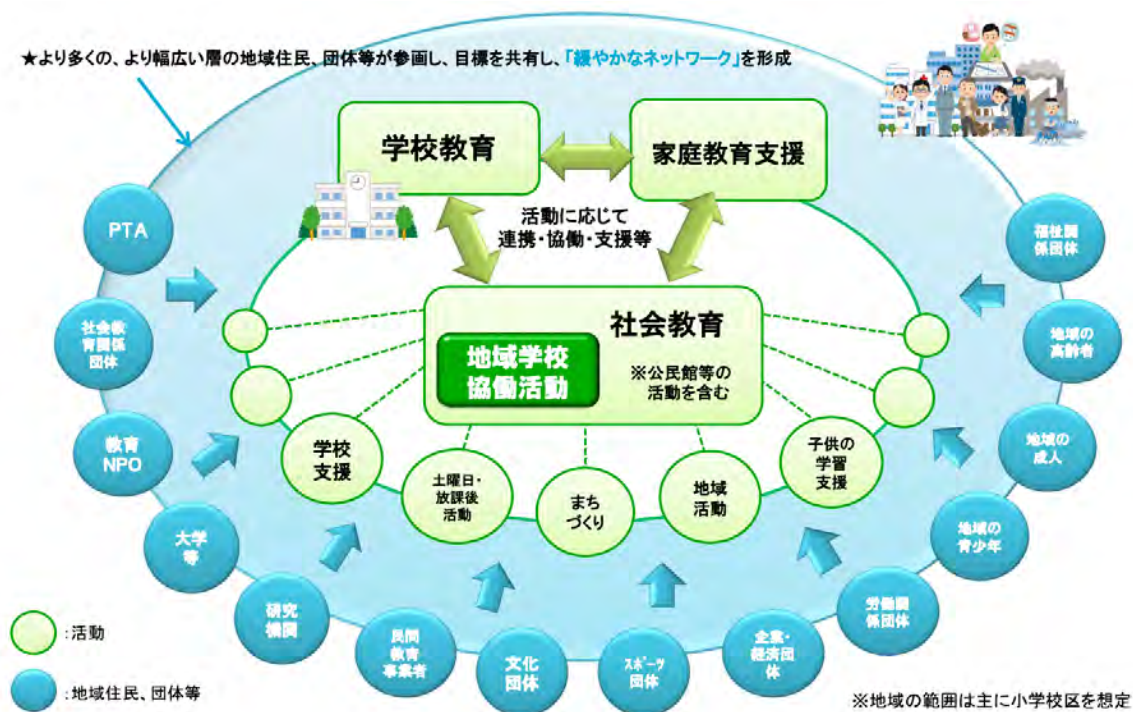 ★より多くの、より幅広い層の地域住民、団体等が参画し、目標を共有し、「緩やかなネットワーク」を形成
学校教育
家庭教育支援
活動に応じて
連携・協働・支援等
社会教育
地域学校
協働活動
※公民館等の
活動を含む
学校
支援
土曜日・
放課後
活動
まち
づくり
地域
活動
子供の
学習
支援
PTA
社会教
育関係
団体
教育
NPO
大学
等
研究
機関
民間
教育
事業者
文化
団体
スポーツ
団体
企業・
経済団
体
労働関
係団体
地域の
青少年
地域の
成人
地域の
高齢者
福祉関
係団体
:活動
:地域住民、団体等
※地域の範囲は主に小学校区を想定